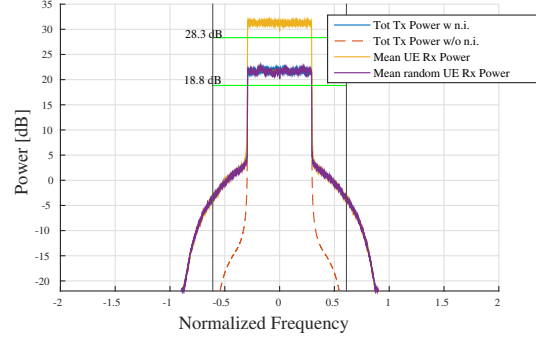 35
30
25
20
15
10
5
0
-5
-10
-15
-20
Power [dB]
28.3 dB
18.8 dB
Tot Tx Power w n.i.
Tot Tx Power w/o n.i.
Mean UE Rx Power
Mean random UE Rx Power
-2 -1.5 -1 -0.5 0 0.5 1 1.5 2
Normalized Frequency